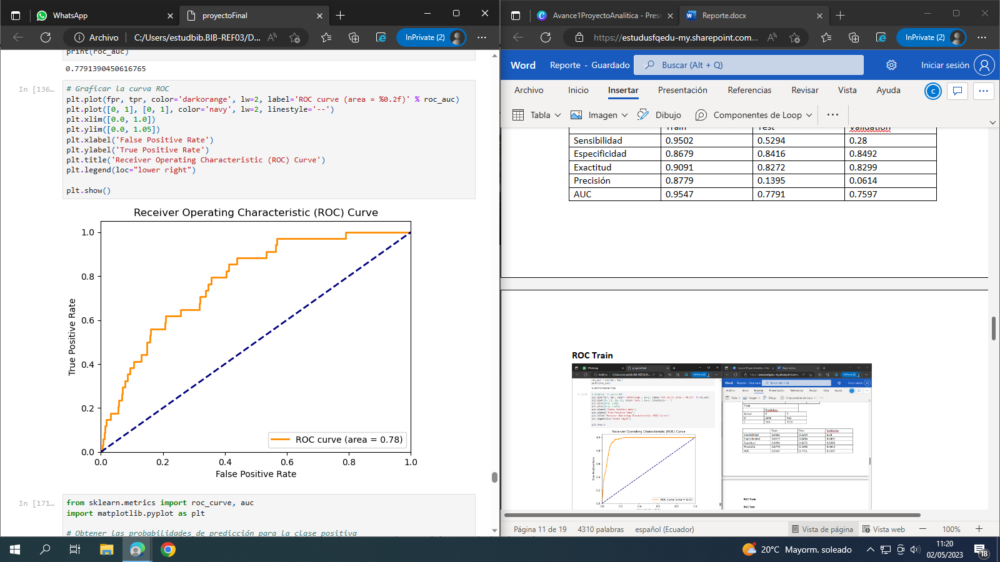 WhatsApp
proyectoFinal
Archivo
C:/Users/estudbib.BIB-REF03/D...
InPrivate (2)
print(roc_auc)
0.7791390450616765
In [136...
# Graficar la curva ROC
plt.plot(fpr, tpr, color='darkorange', lw=2, label='ROC curve (area = %0.2f)' % roc_auc)
plt.plot([0, 1], [0, 1], color='navy', lw=2, linestyle='--')
plt.xlim([0.0, 1.0])
plt.ylim([0.0, 1.05])
plt.xlabel('False Positive Rate')
plt.ylabel('True Positive Rate')
plt.title('Receiver Operating Characteristic (ROC) Curve')
plt.legend(loc="lower right")
plt.show()
Receiver Operating Characteristic (ROC) Curve
1.0
0.8
0.6
0.4
0.2
0.0
True Positive Rate
ROC curve (area = 0.78)
0.0 0.2 0.4 0.6 0.8 1.0
False Positive Rate
In [171...
from sklearn.metrics import roc_curve, auc
import matplotlib.pyplot as plt
# Obtener las probabilidades de predicción para la clase positiva
Avance1ProyectoAnalitica - Prese
Reporte.docx
https://estudusfqedu-my.sharepoint.com...
InPrivate (2)
Word
Reporte - Guardado
Buscar (Alt + Q)
Iniciar sesión
Archivo Inicio Insertar Presentación Referencias Revisar Vista Ayuda
C
Tabla Imagen Dibujo Componentes de Loop
Train Test Validation
Sensibilidad 0.9502 0.5294 0.28
Especificidad 0.8679 0.8416 0.8492
Exactitud 0.9091 0.8272 0.8299
Precisión 0.8779 0.1395 0.0614
AUC 0.9547 0.7791 0.7597
ROC Train
Página 11 de 19 4310 palabras español (Ecuador) Vista de página Vista web 100%
20°C Mayorm. soleado
11:20
02/05/2023
18